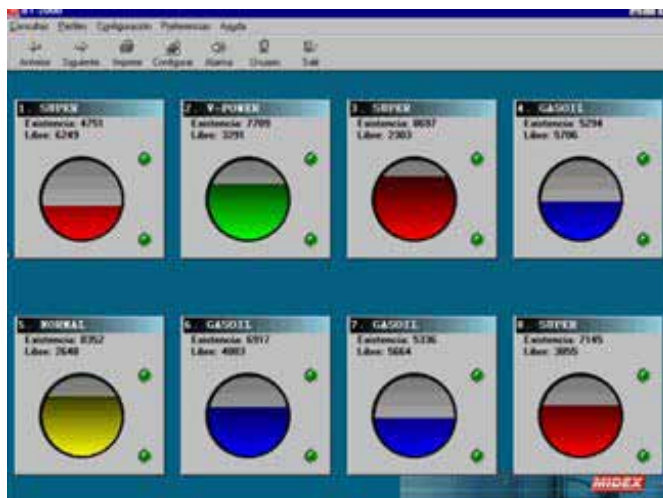 Consultas Perfiles Configuración Preferencias Ayuda
Anterior Siguiente Imprimir Configurar Alarma Salir
1. SUPER
Existencia: 4751
Libre: 6249
2. V-POWER
Existencia: 7709
Libre: 3291
3. SUPER
Existencia: 8697
Libre: 2303
4. GASOIL
Existencia: 5294
Libre: 5706
5. NORMAL
Existencia: 8352
Libre: 2648
6. GASOIL
Existencia: 6917
Libre: 4083
7. GASOIL
Existencia: 5336
Libre: 5664
8. SUPER
Existencia: 7145
Libre: 3855
MIDEX